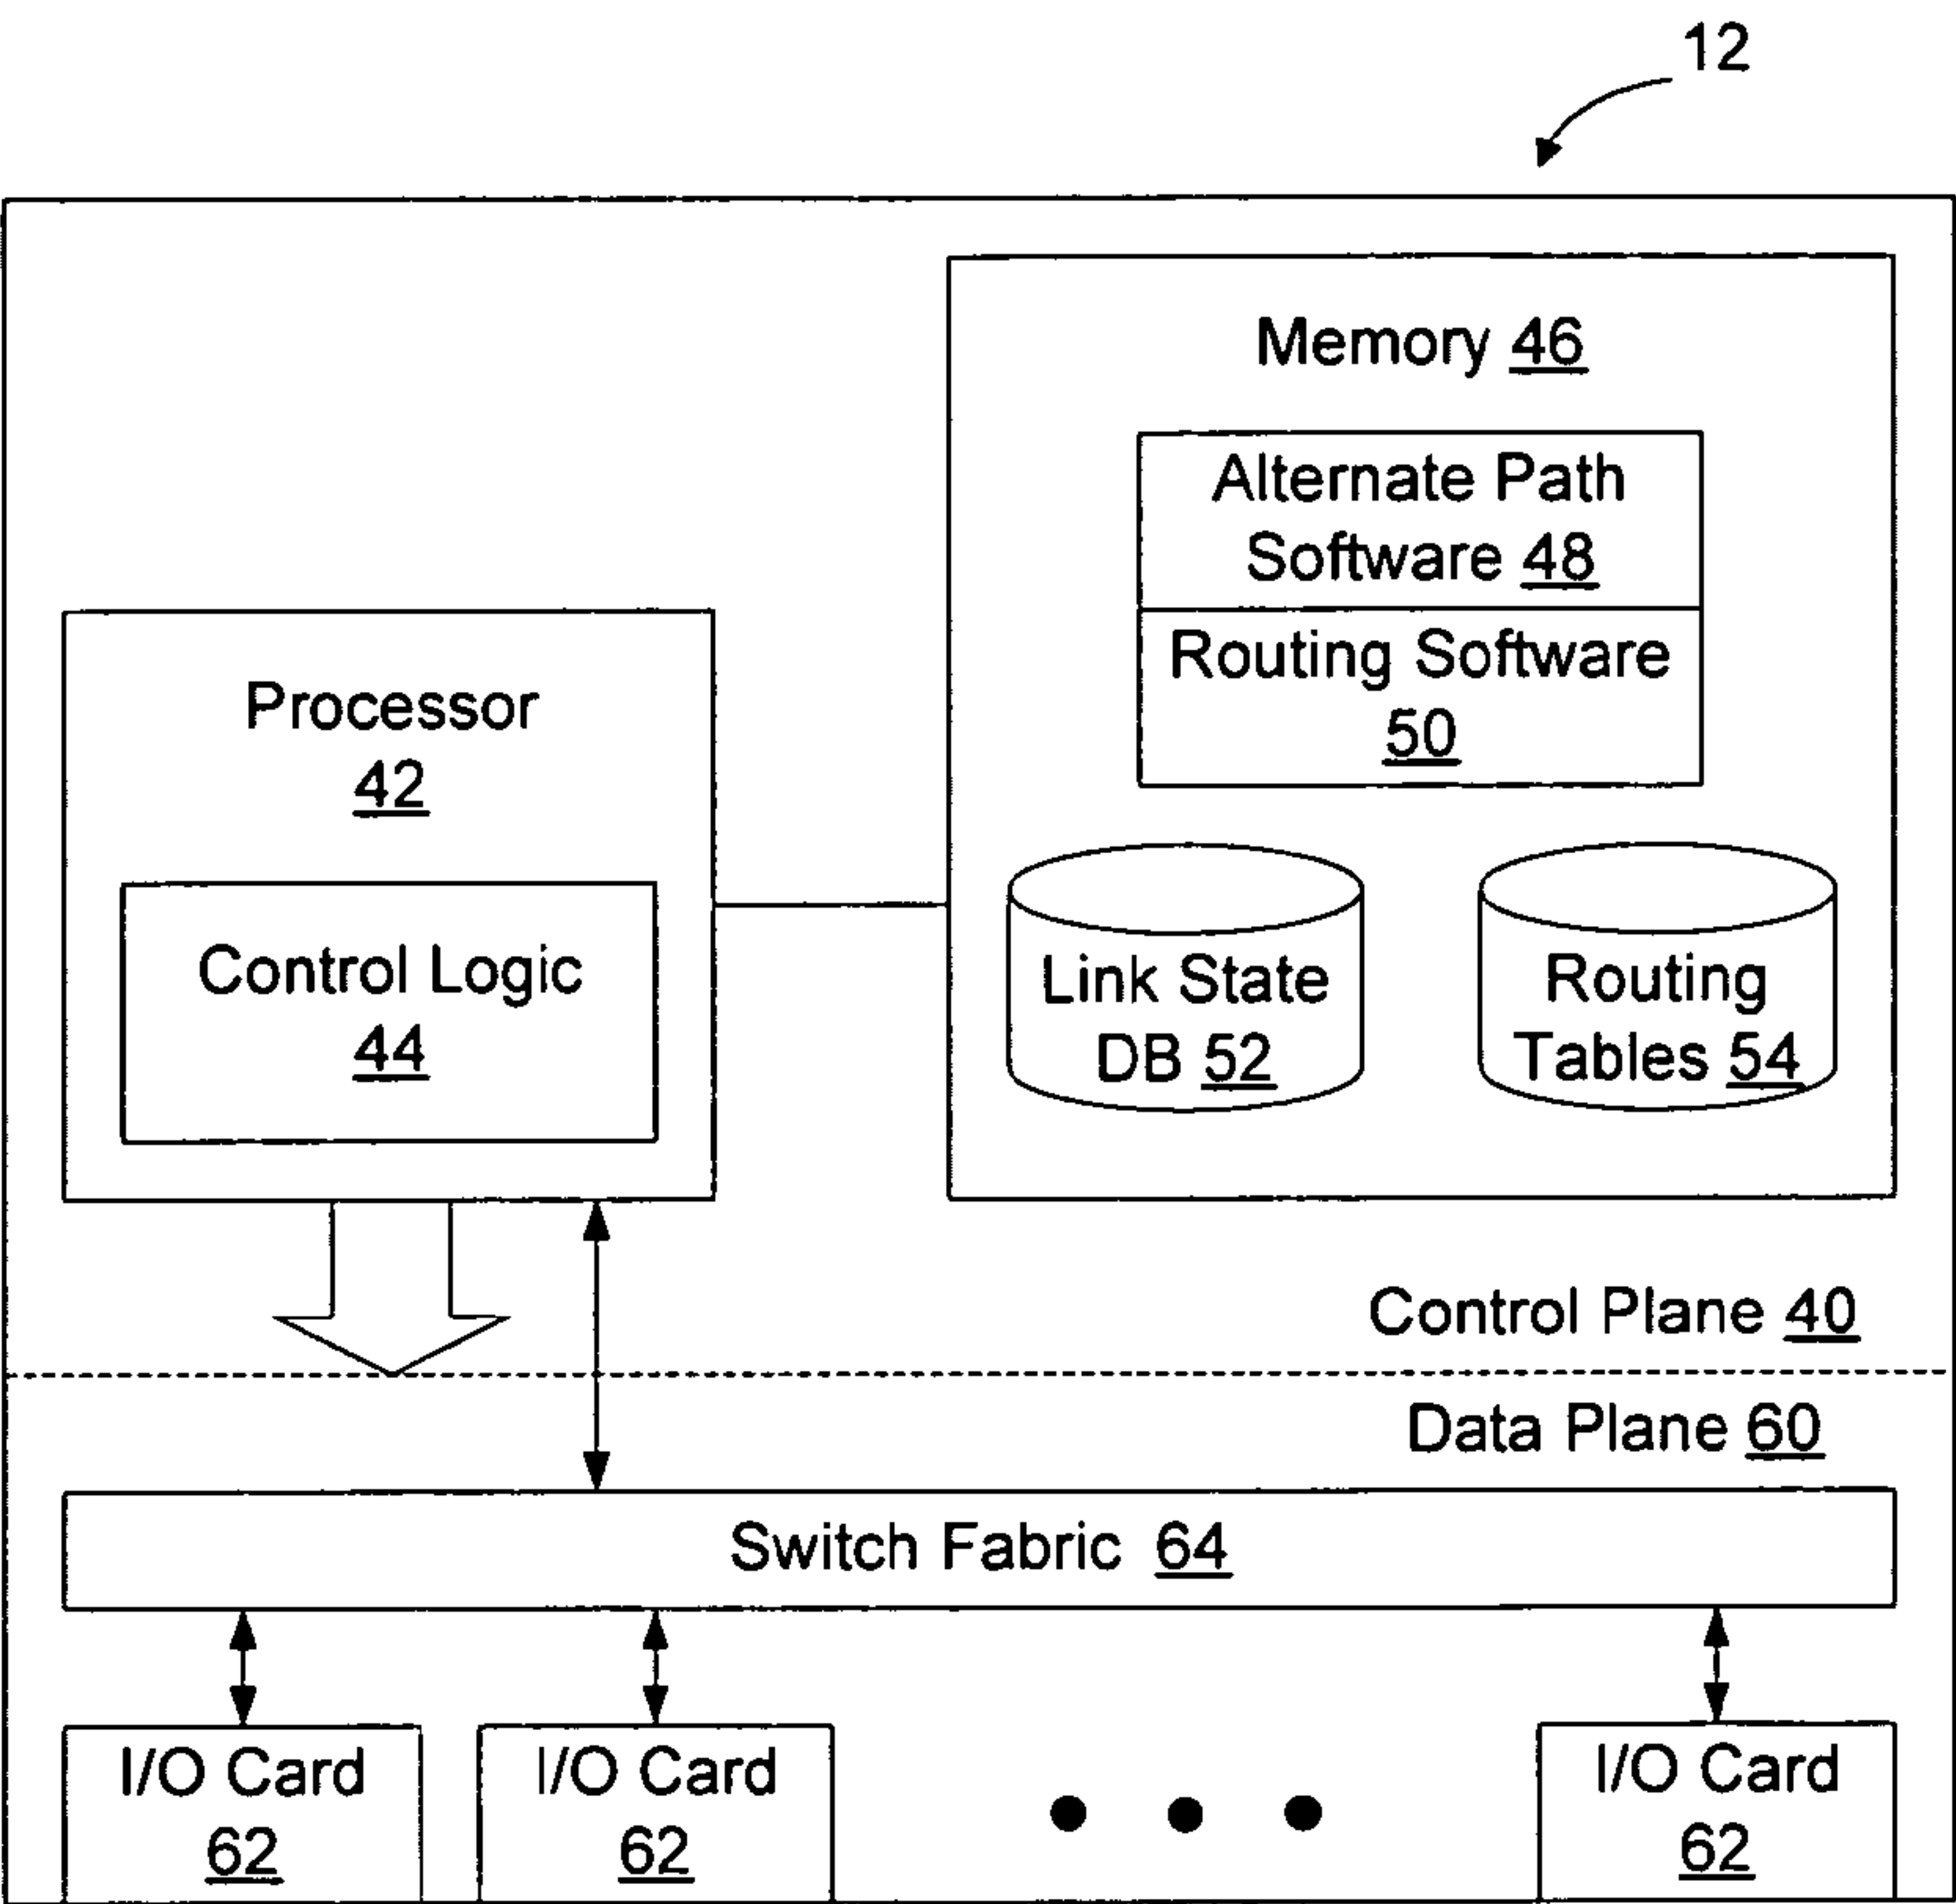 12
Memory 46
Alternate Path
Software 48
Routing Software
50
Processor
42
Control Logic
44
Link State
DB 52
Routing
Tables 54
Control Plane 40
Data Plane 60
Switch Fabric 64
I/O Card
62
I/O Card
62
I/O Card
62